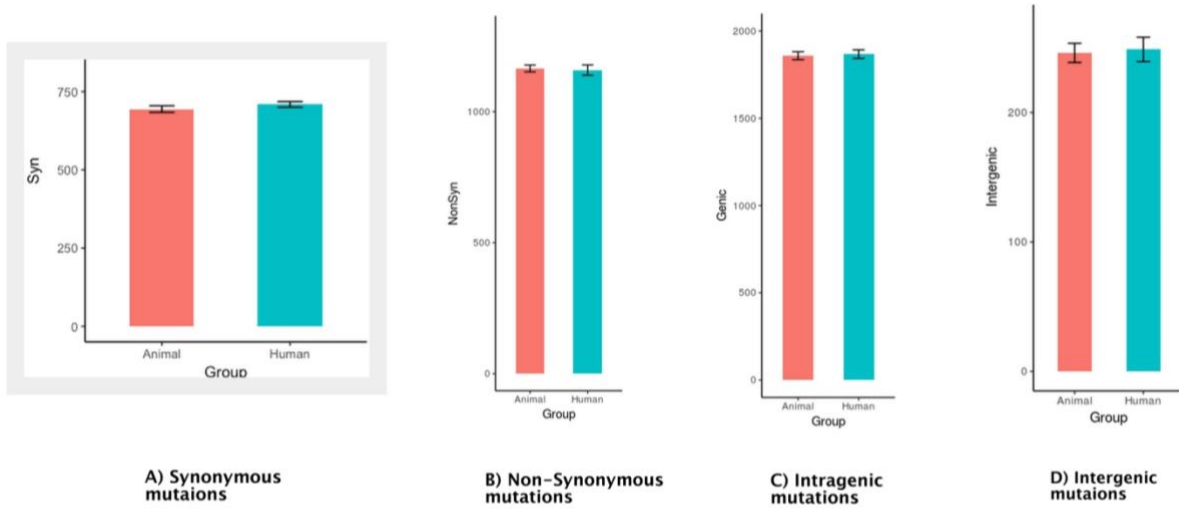 750
500
250
0
Syn
Animal Human
Group
1000
500
0
NonSyn
Animal Human
Group
2000
1500
1000
500
0
Genic
Animal Human
Group
200
100
0
Intergenic
Animal Human
Group
A) Synonymous
mutaions
B) Non-Synonymous
mutations
C) Intragenic
mutations
D) Intergenic
mutaions